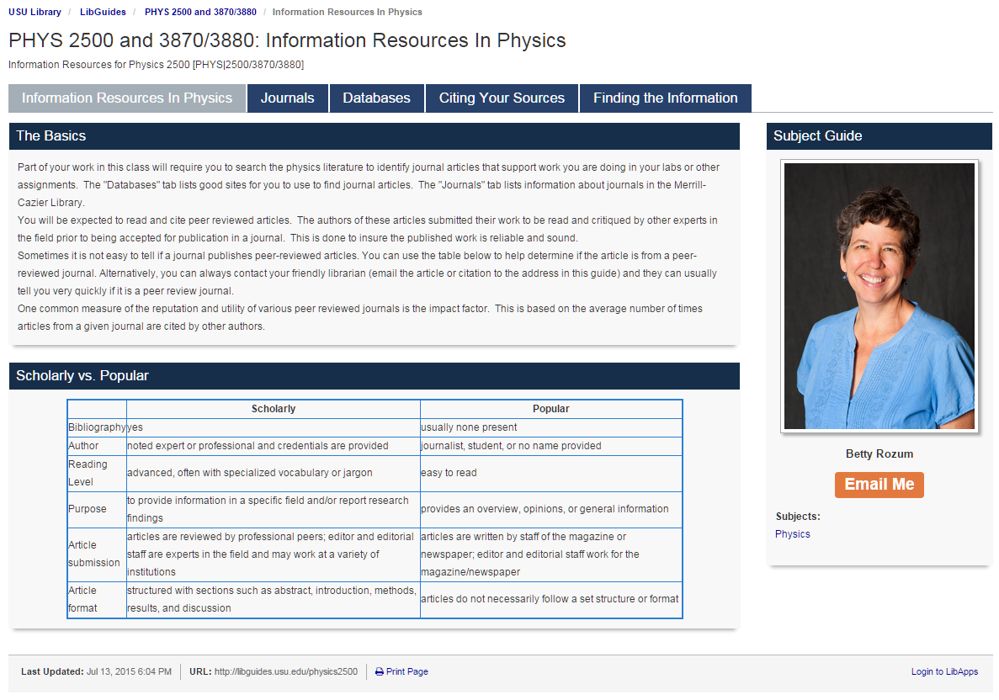 USU Library / LibGuides / PHYS 2500 and 3870/3880 / Information Resources In Physics
PHYS 2500 and 3870/3880: Information Resources In Physics
Information Resources for Physics 2500 [PHYS|2500/3870/3880]
Information Resources In Physics Journals Databases Citing Your Sources Finding the Information
The Basics
Part of your work in this class will require you to search the physics literature to identify journal articles that support work you are doing in your labs or other
assignments. The "Databases" tab lists good sites for you to use to find journal articles. The "Journals" tab lists information about journals in the Merrill-
Cazier Library.
You will be expected to read and cite peer reviewed articles. The authors of these articles submitted their work to be read and critiqued by other experts in
the field prior to being accepted for publication in a journal. This is done to insure the published work is reliable and sound.
Sometimes it is not easy to tell if a journal publishes peer-reviewed articles. You can use the table below to help determine if the article is from a peer-
reviewed journal. Alternatively, you can always contact your friendly librarian (email the article or citation to the address in this guide) and they can usually
tell you very quickly if it is a peer review journal.
One common measure of the reputation and utility of various peer reviewed journals is the impact factor. This is based on the average number of times
articles from a given journal are cited by other authors.
Scholarly vs. Popular
Scholarly Popular
Bibliography yes usually none present
Author noted expert or professional and credentials are provided journalist, student, or no name provided
Reading
Level
advanced, often with specialized vocabulary or jargon
easy to read
Purpose
to provide information in a specific field and/or report research
findings
provides an overview, opinions, or general information
Article
submission
articles are reviewed by professional peers; editor and editorial
staff are experts in the field and may work at a variety of
institutions
articles are written by staff of the magazine or
newspaper; editor and editorial staff work for the
magazine/newspaper
Article
format
structured with sections such as abstract, introduction, methods,
results, and discussion
articles do not necessarily follow a set structure or format
Subject Guide
Betty Rozum
Email Me
Subjects:
Physics
Last Updated: Jul 13, 2015 6:04 PM URL: http://libguides.usu.edu/physics2500 Print Page Login to LibApps